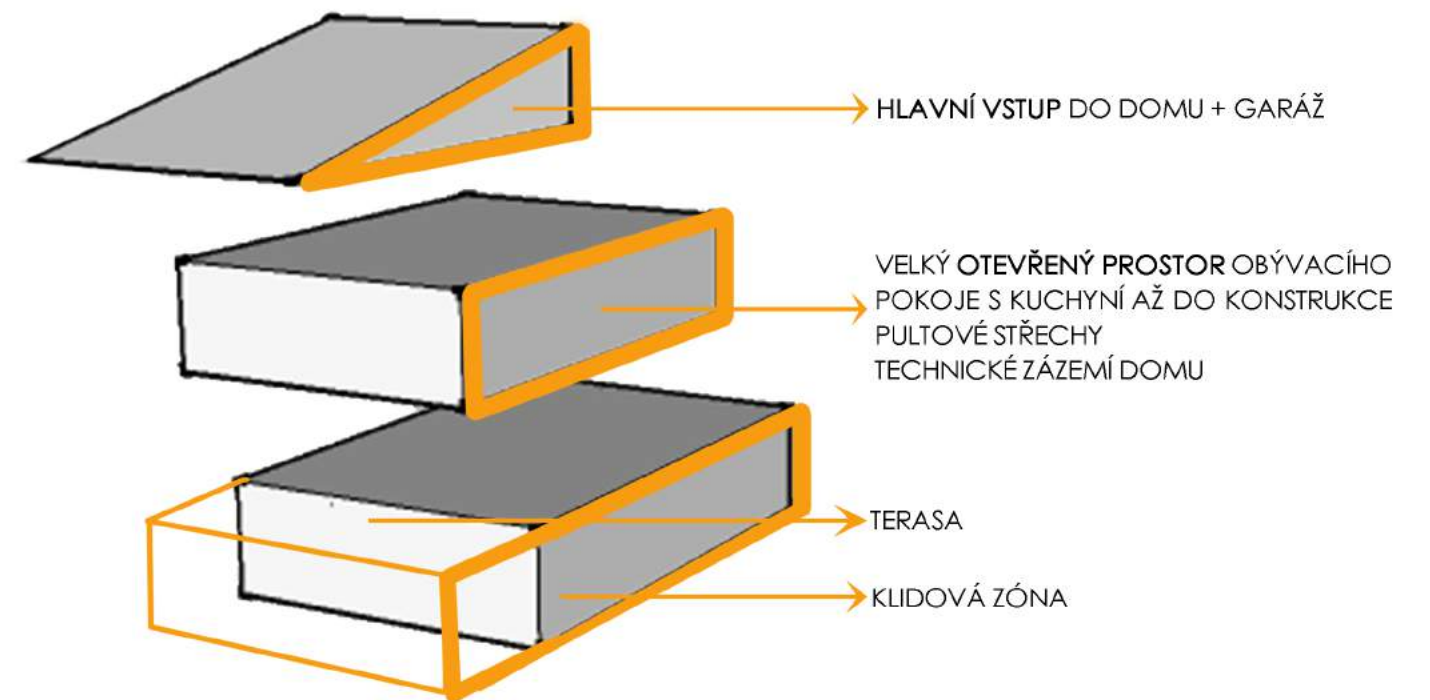 HLAVNÍ VSTUP DO DOMU + GARÁŽ
VELKÝ OTEVŘENÝ PROSTOR OBÝVACÍHO
POKOJE S KUCHYNÍ AŽ DO KONSTRUKCE
PULTOVÉ STŘECHY
TECHNICKÉ ZÁZEMÍ DOMU
TERASA
KLIDOVÁ ZÓNA